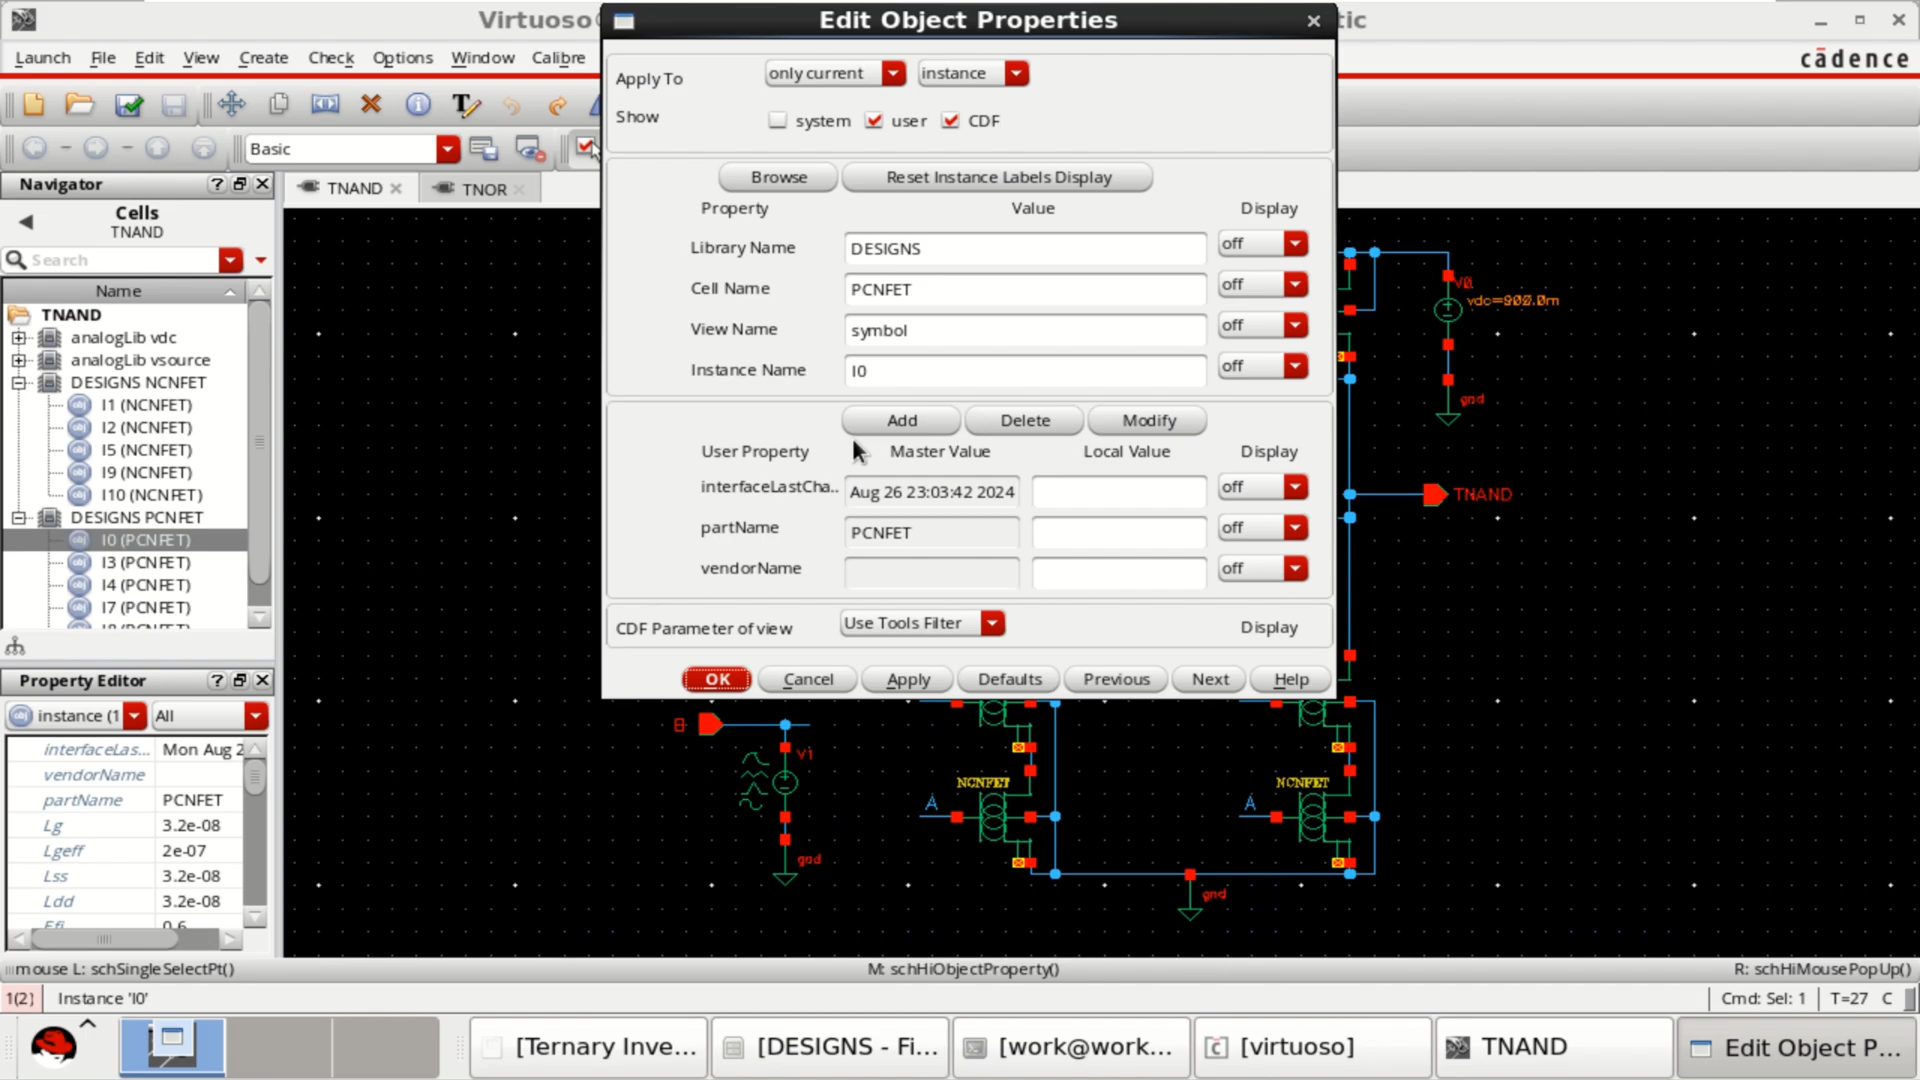 Virtuoso
Edit Object Properties
tic
Launch File Edit View Create Check Options Window Calibre
cādence
Apply To only current instance
Show system user CDF
Basic
Navigator
Cells
TNAND
Search
Name
TNAND
analogLib vdc
analogLib vsource
DESIGNS NCNFET
I1 (NCNFET)
I2 (NCNFET)
I5 (NCNFET)
I9 (NCNFET)
I10 (NCNFET)
DESIGNS PCNFET
I0 (PCNFET)
I3 (PCNFET)
I4 (PCNFET)
I7 (PCNFET)
Property Editor
instance (1 All
interfaceLas... Mon Aug 2
vendorName
partName PCNFET
Lg 3.2e-08
Lgeff 2e-07
Lss 3.2e-08
Ldd 3.2e-08
Efi 0.6
TNAND TNOR
Browse Reset Instance Labels Display
Property Value Display
Library Name DESIGNS off
Cell Name PCNFET off
View Name symbol off
Instance Name I0 off
Add Delete Modify
User Property Master Value Local Value Display
interfaceLastCha.. Aug 26 23:03:42 2024 off
partName PCNFET off
vendorName off
CDF Parameter of view Use Tools Filter Display
OK Cancel Apply Defaults Previous Next Help
V0
gnd
TNAND
B
V1
gnd
NCNFET
A
NCNFET
A
gnd
mouse L: schSingleSelectPt() M: schHiObjectProperty() R: schHiMousePopUp()
1(2) Instance 'I0' Cmd: Sel: 1 T=27 C
[Ternary Inve... [DESIGNS - Fi... [work@work... [virtuoso] TNAND Edit Object P...